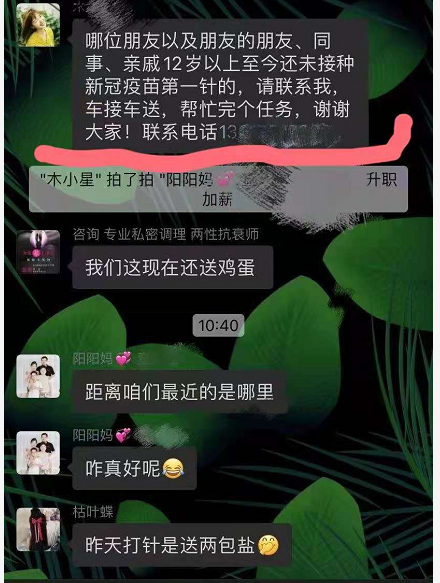 哪位朋友以及朋友的朋友、同
事、亲戚12岁以上至今还未接种
新冠疫苗第一针的，请联系我，
车接车送，帮忙完个任务，谢谢
大家！联系电话13
"木小星" 拍了拍 "阳阳妈💞 升职
加薪
咨询 专业私密调理 两性抗衰师
我们这现在还送鸡蛋
10:40
阳阳妈💞
距离咱们最近的是哪里
阳阳妈💞
咋真好呢😂
枯叶蝶
昨天打针是送两包盐🤭